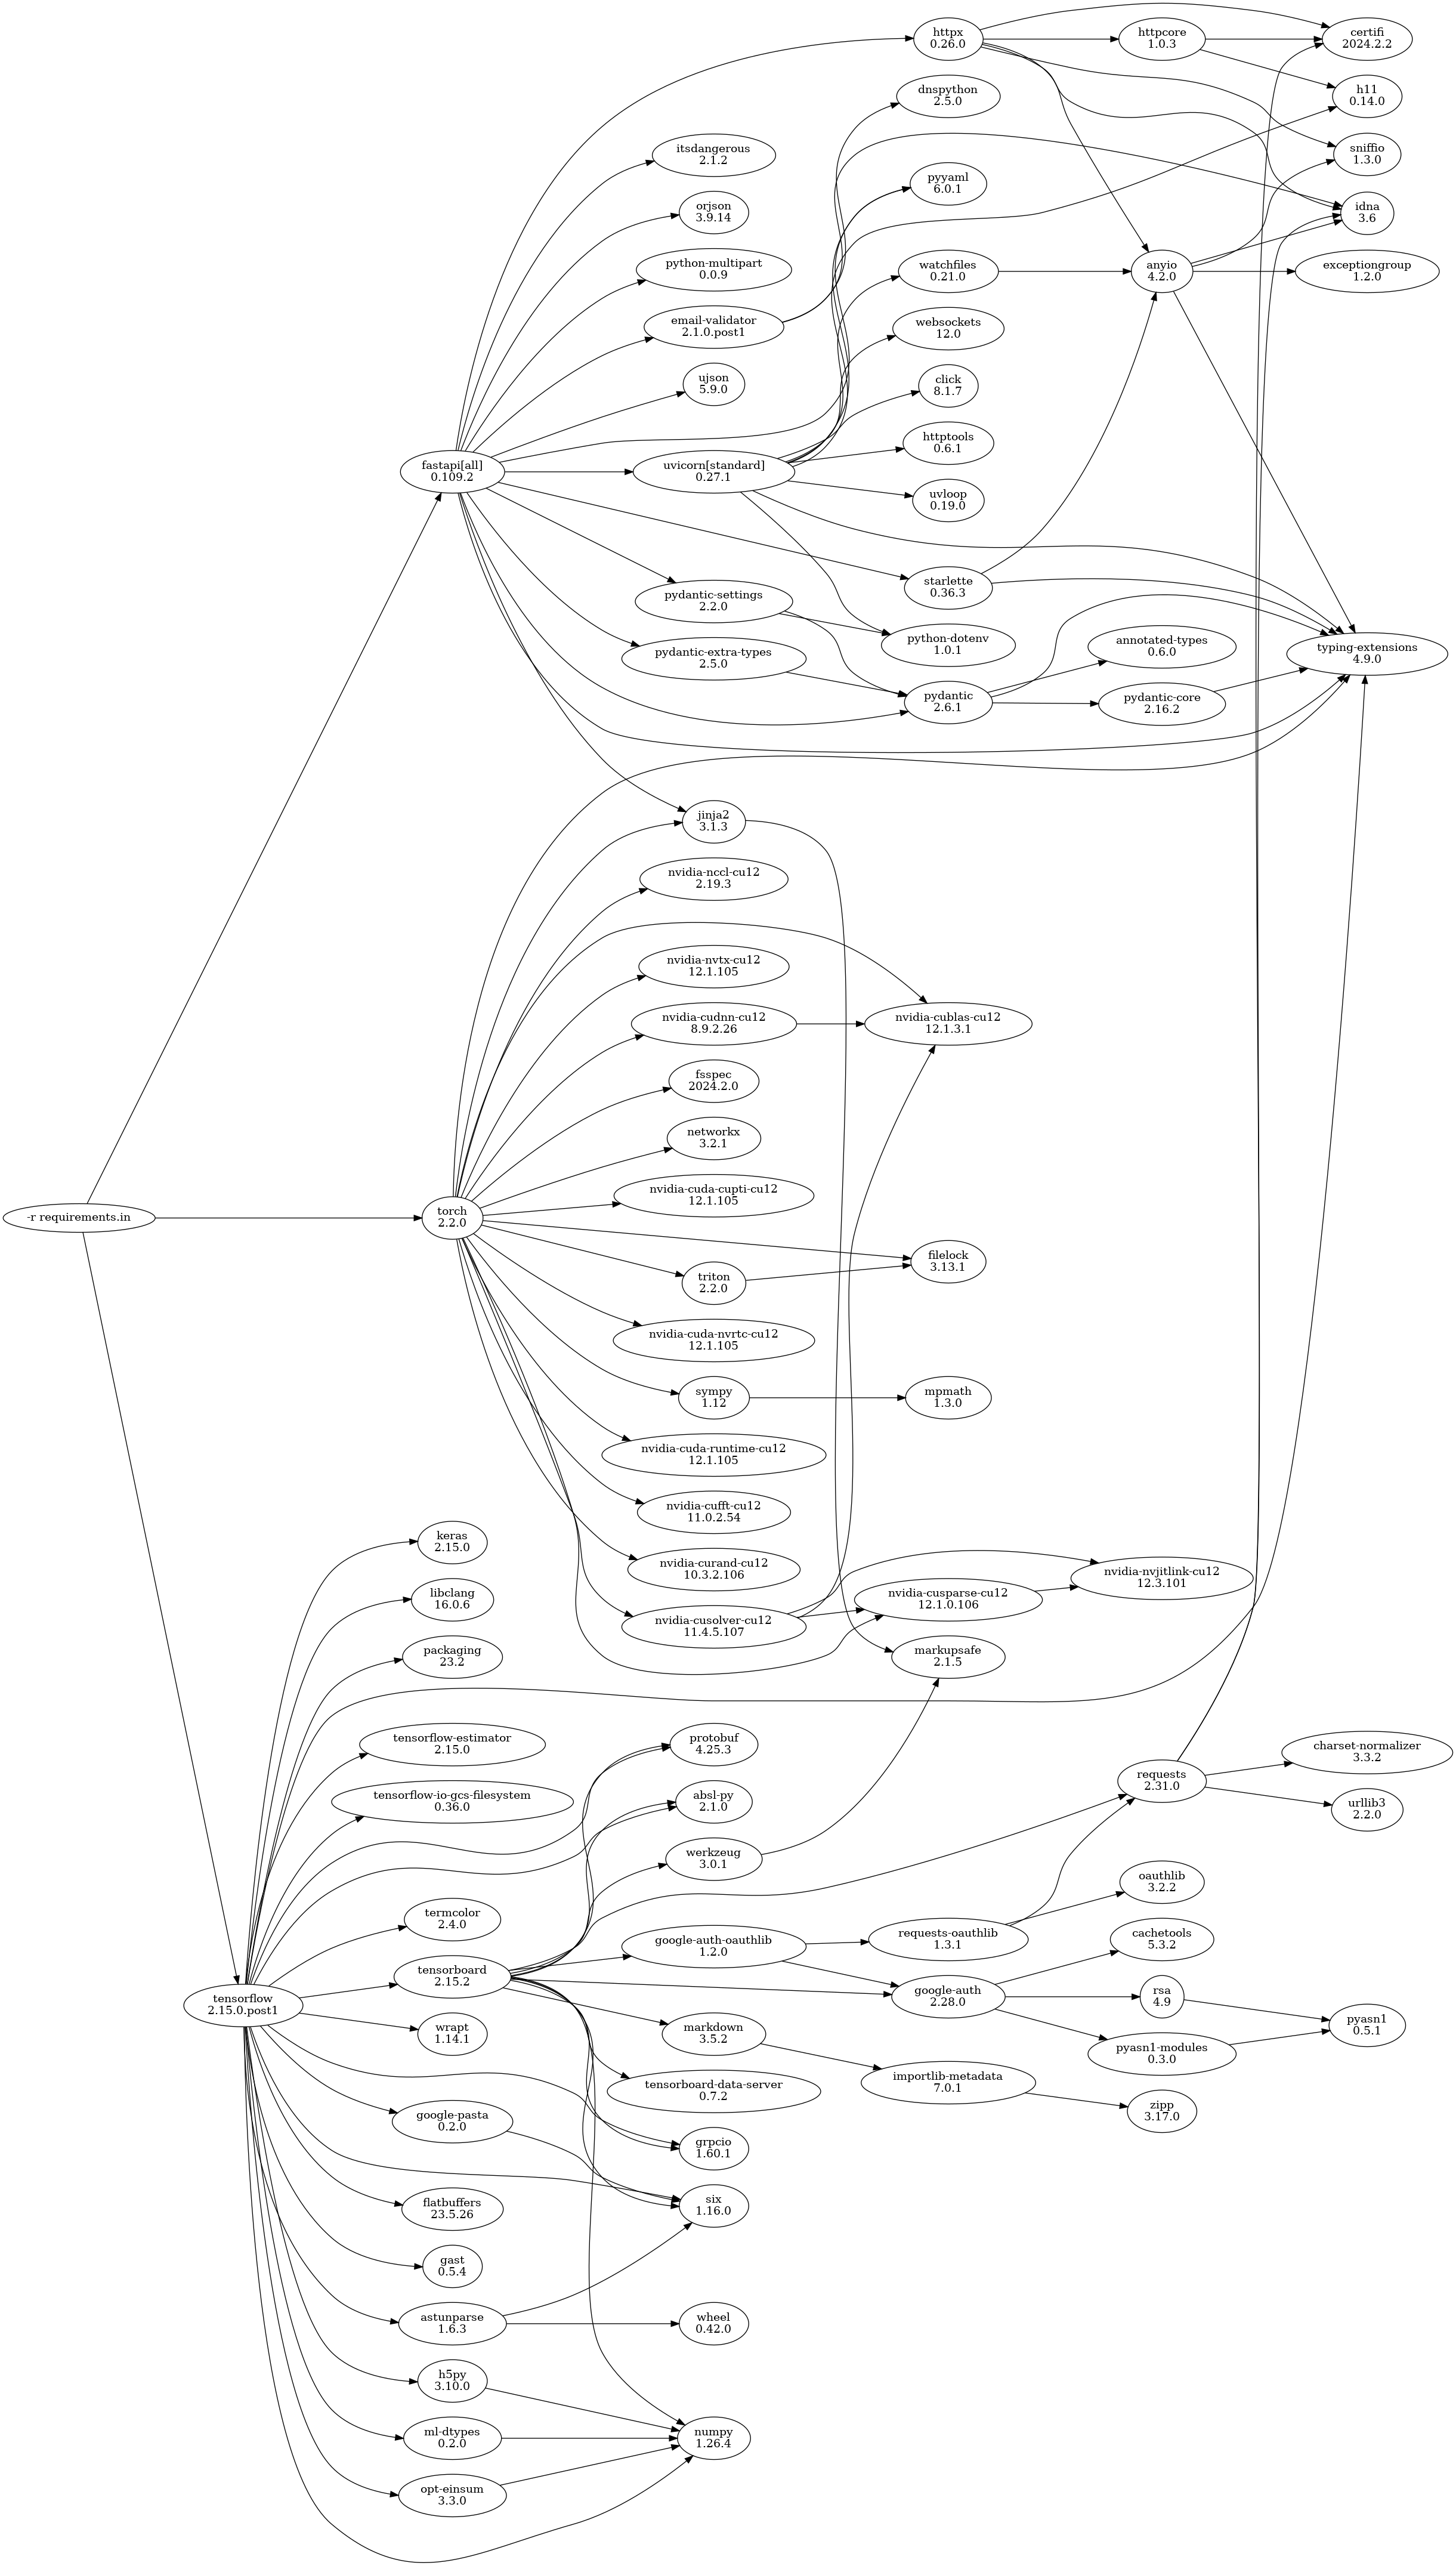 httpx
0.26.0
httpcore
1.0.3
certifi
2024.2.2
dnspython
2.5.0
h11
0.14.0
itsdangerous
2.1.2
sniffio
1.3.0
pyyaml
6.0.1
orjson
3.9.14
idna
3.6
python-multipart
0.0.9
watchfiles
0.21.0
anyio
4.2.0
exceptiongroup
1.2.0
email-validator
2.1.0.post1
websockets
12.0
ujson
5.9.0
click
8.1.7
httptools
0.6.1
fastapi[all]
0.109.2
uvicorn[standard]
0.27.1
uvloop
0.19.0
starlette
0.36.3
pydantic-settings
2.2.0
python-dotenv
1.0.1
annotated-types
0.6.0
typing-extensions
4.9.0
pydantic-extra-types
2.5.0
pydantic
2.6.1
pydantic-core
2.16.2
jinja2
3.1.3
nvidia-nccl-cu12
2.19.3
nvidia-nvtx-cu12
12.1.105
nvidia-cudnn-cu12
8.9.2.26
nvidia-cublas-cu12
12.1.3.1
fsspec
2024.2.0
networkx
3.2.1
nvidia-cuda-cupti-cu12
12.1.105
-r requirements.in
torch
2.2.0
filelock
3.13.1
triton
2.2.0
nvidia-cuda-nvrtc-cu12
12.1.105
sympy
1.12
mpmath
1.3.0
nvidia-cuda-runtime-cu12
12.1.105
nvidia-cufft-cu12
11.0.2.54
keras
2.15.0
nvidia-curand-cu12
10.3.2.106
nvidia-nvjitlink-cu12
12.3.101
libclang
16.0.6
nvidia-cusparse-cu12
12.1.0.106
nvidia-cusolver-cu12
11.4.5.107
packaging
23.2
markupsafe
2.1.5
tensorflow-estimator
2.15.0
protobuf
4.25.3
charset-normalizer
3.3.2
requests
2.31.0
tensorflow-io-gcs-filesystem
0.36.0
absl-py
2.1.0
urllib3
2.2.0
werkzeug
3.0.1
oauthlib
3.2.2
termcolor
2.4.0
requests-oauthlib
1.3.1
cachetools
5.3.2
google-auth-oauthlib
1.2.0
tensorboard
2.15.2
google-auth
2.28.0
rsa
4.9
tensorflow
2.15.0.post1
pyasn1
0.5.1
wrapt
1.14.1
markdown
3.5.2
pyasn1-modules
0.3.0
importlib-metadata
7.0.1
tensorboard-data-server
0.7.2
zipp
3.17.0
google-pasta
0.2.0
grpcio
1.60.1
flatbuffers
23.5.26
six
1.16.0
gast
0.5.4
astunparse
1.6.3
wheel
0.42.0
h5py
3.10.0
ml-dtypes
0.2.0
numpy
1.26.4
opt-einsum
3.3.0